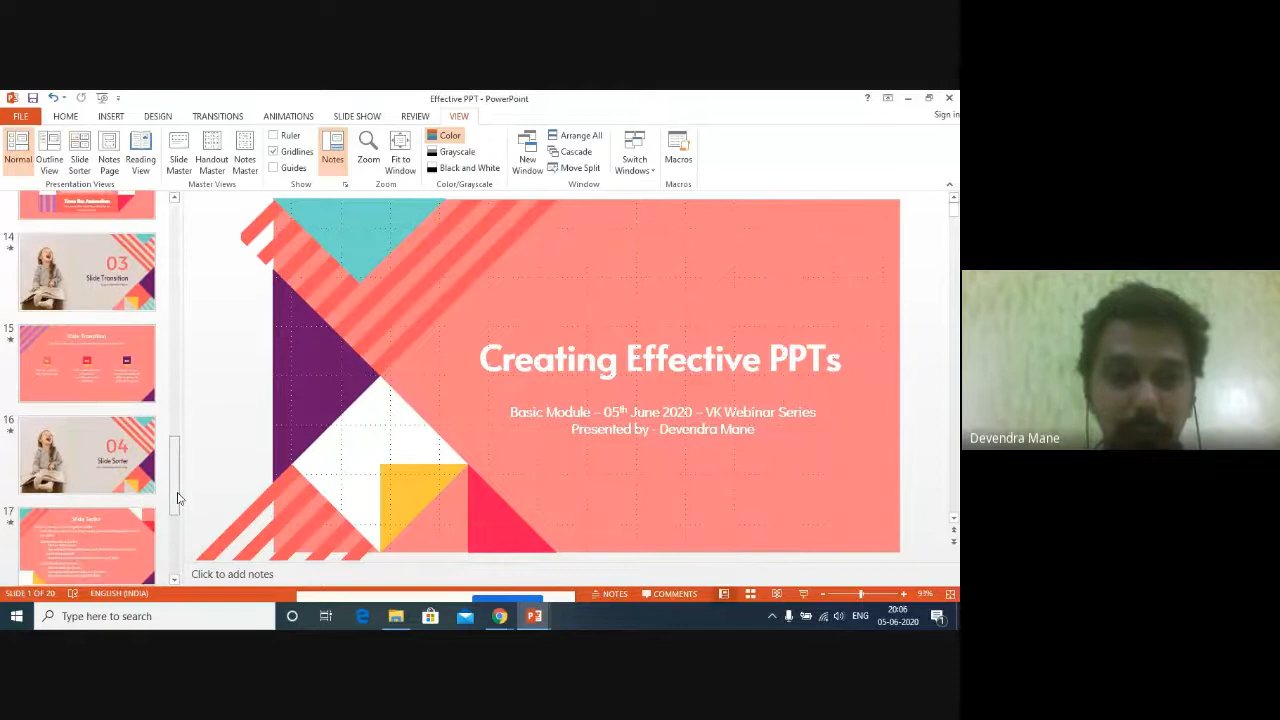 Effective PPT - PowerPoint
Sign in
FILE HOME INSERT DESIGN TRANSITIONS ANIMATIONS SLIDE SHOW REVIEW VIEW
Normal
Outline View
Slide Sorter
Notes Page
Reading View
Presentation Views
Slide Master
Handout Master
Notes Master
Master Views
Ruler
Gridlines
Guides
Show
Notes
Zoom
Fit to Window
Zoom
Color
Grayscale
Black and White
Color/Grayscale
New Window
Arrange All
Cascade
Move Split
Window
Switch Windows
Macros
Macros
Time for Animation
14
03
Slide Transition
15
Slide Transition
16
04
Slide Sorter
17
Slide Sorter
Creating Effective PPTs
Basic Module – 05th June 2020 – VK Webinar Series
Presented by - Devendra Mane
Click to add notes
SLIDE 1 OF 20 ENGLISH (INDIA) NOTES COMMENTS 93%
Type here to search
ENG
20:06
05-06-2020
Devendra Mane